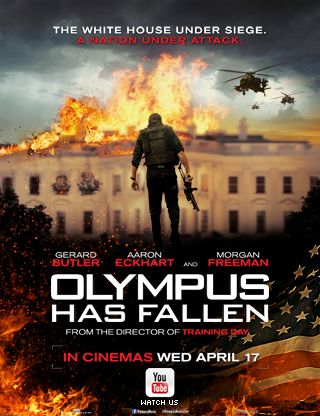 THE WHITE HOUSE UNDER SIEGE.
A NATION UNDER ATTACK.
GERARD BUTLER AARON ECKHART AND MORGAN FREEMAN
OLYMPUS
HAS FALLEN
FROM THE DIRECTOR OF TRAINING DAY
IN CINEMAS WED APRIL 17
You
Tube
WATCH US